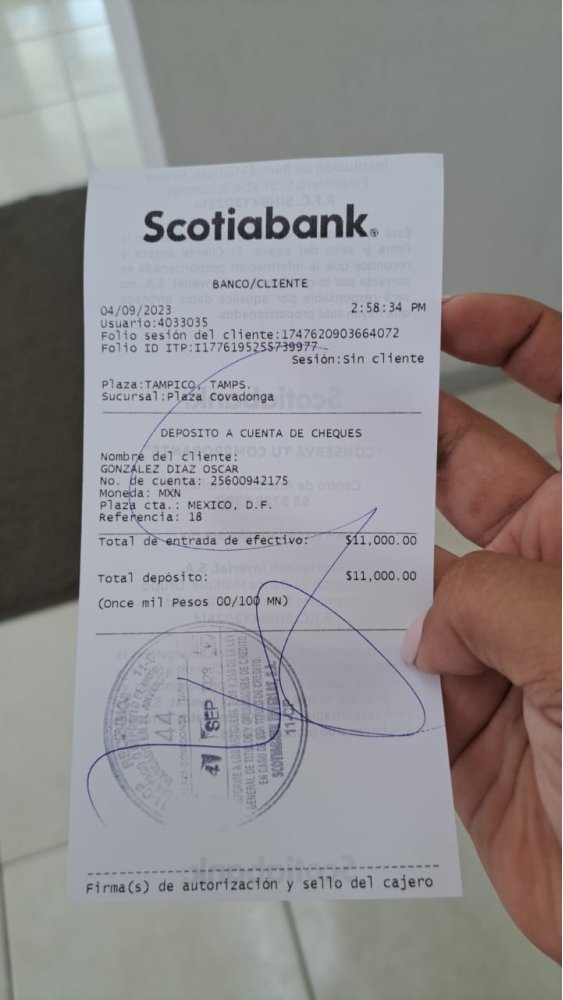 Scotiabank®
BANCO/CLIENTE
04/09/2023 2:58:34 PM
Usuario:4033035
Folio sesión del cliente:1747620903664072
Folio ID ITP:I1776195255739977
Sesión:Sin cliente
Plaza:TAMPICO, TAMPS.
Sucursal:Plaza Covadonga
DEPOSITO A CUENTA DE CHEQUES
Nombre del cliente:
GONZALEZ DIAZ OSCAR
No. de cuenta: 25600942175
Moneda: MXN
Plaza cta.: MEXICO, D.F.
Referencia: 18
Total de entrada de efectivo: $11,000.00
Total depósito: $11,000.00
(Once mil Pesos 00/100 MN)
44
SEP
11-CP
Firma(s) de autorización y sello del cajero